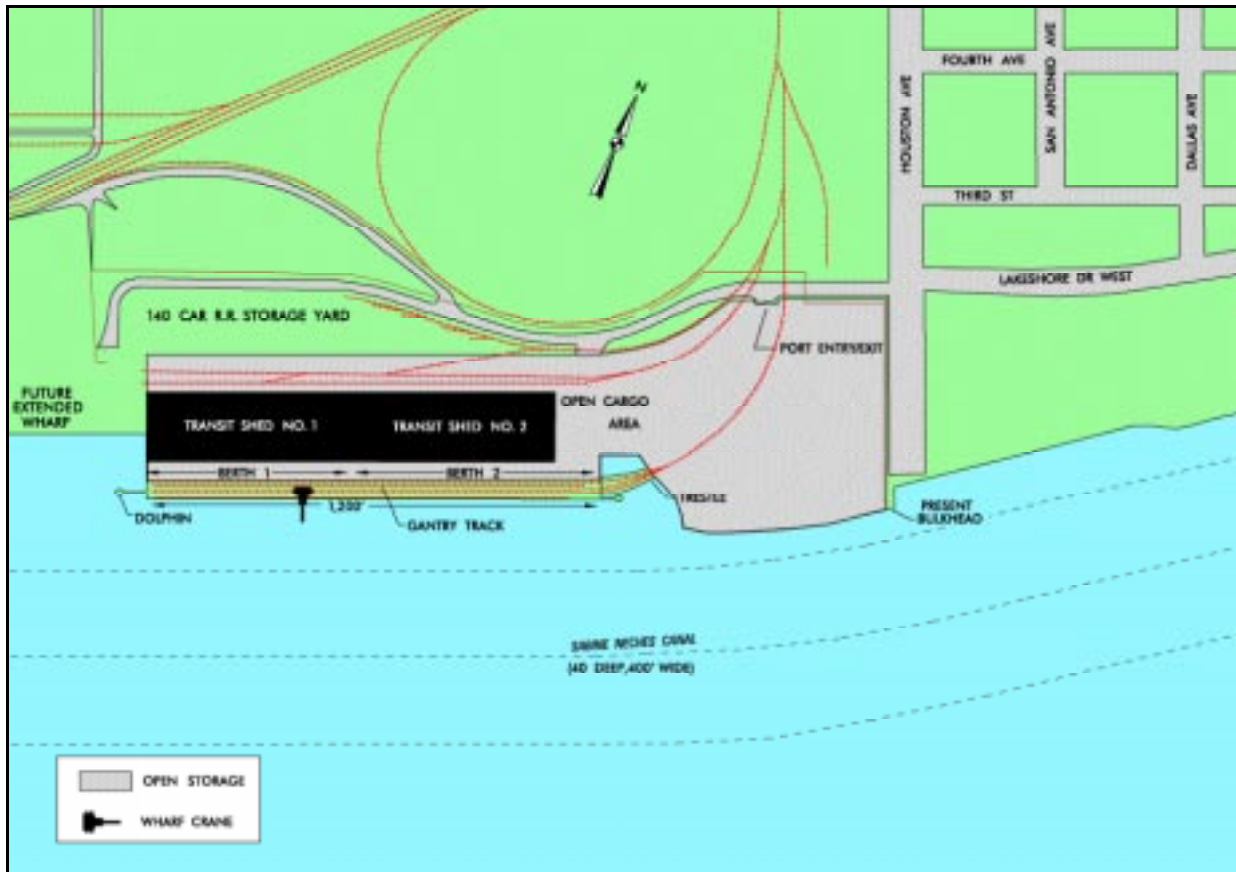 N
FOURTH AVE
HOUSTON AVE
SAN ANTONIO AVE
DALLAS AVE
THIRD ST
LAKESHORE DR WEST
140 CAR R.R. STORAGE YARD
PORT ENTRY/EXIT
FUTURE
EXTENDED
WHARF
OPEN CARGO
AREA
TRANSIT SHED NO. 1
TRANSIT SHED NO. 2
BERTH 1
BERTH 2
1,200'
DOLPHIN
GANTRY TRACK
PRESENT
BULKHEAD
SABINE NECHES CANAL
(40 DEEP,400' WIDE)
OPEN STORAGE
WHARF CRANE